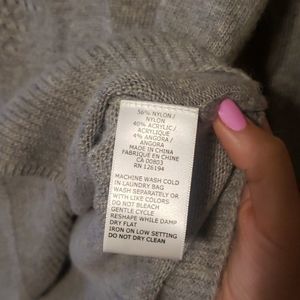 56% NYLON /
NYLON
40% ACRYLIC /
ACRYLIQUE
4% ANGORA /
ANGORA
MADE IN CHINA
FABRIQUÉ EN CHINE
CA 00803
RN 126194
MACHINE WASH COLD
IN LAUNDRY BAG
WASH SEPARATELY OR
WITH LIKE COLORS
DO NOT BLEACH
GENTLE CYCLE
RESHAPE WHILE DAMP
DRY FLAT
IRON ON LOW SETTING
DO NOT DRY CLEAN